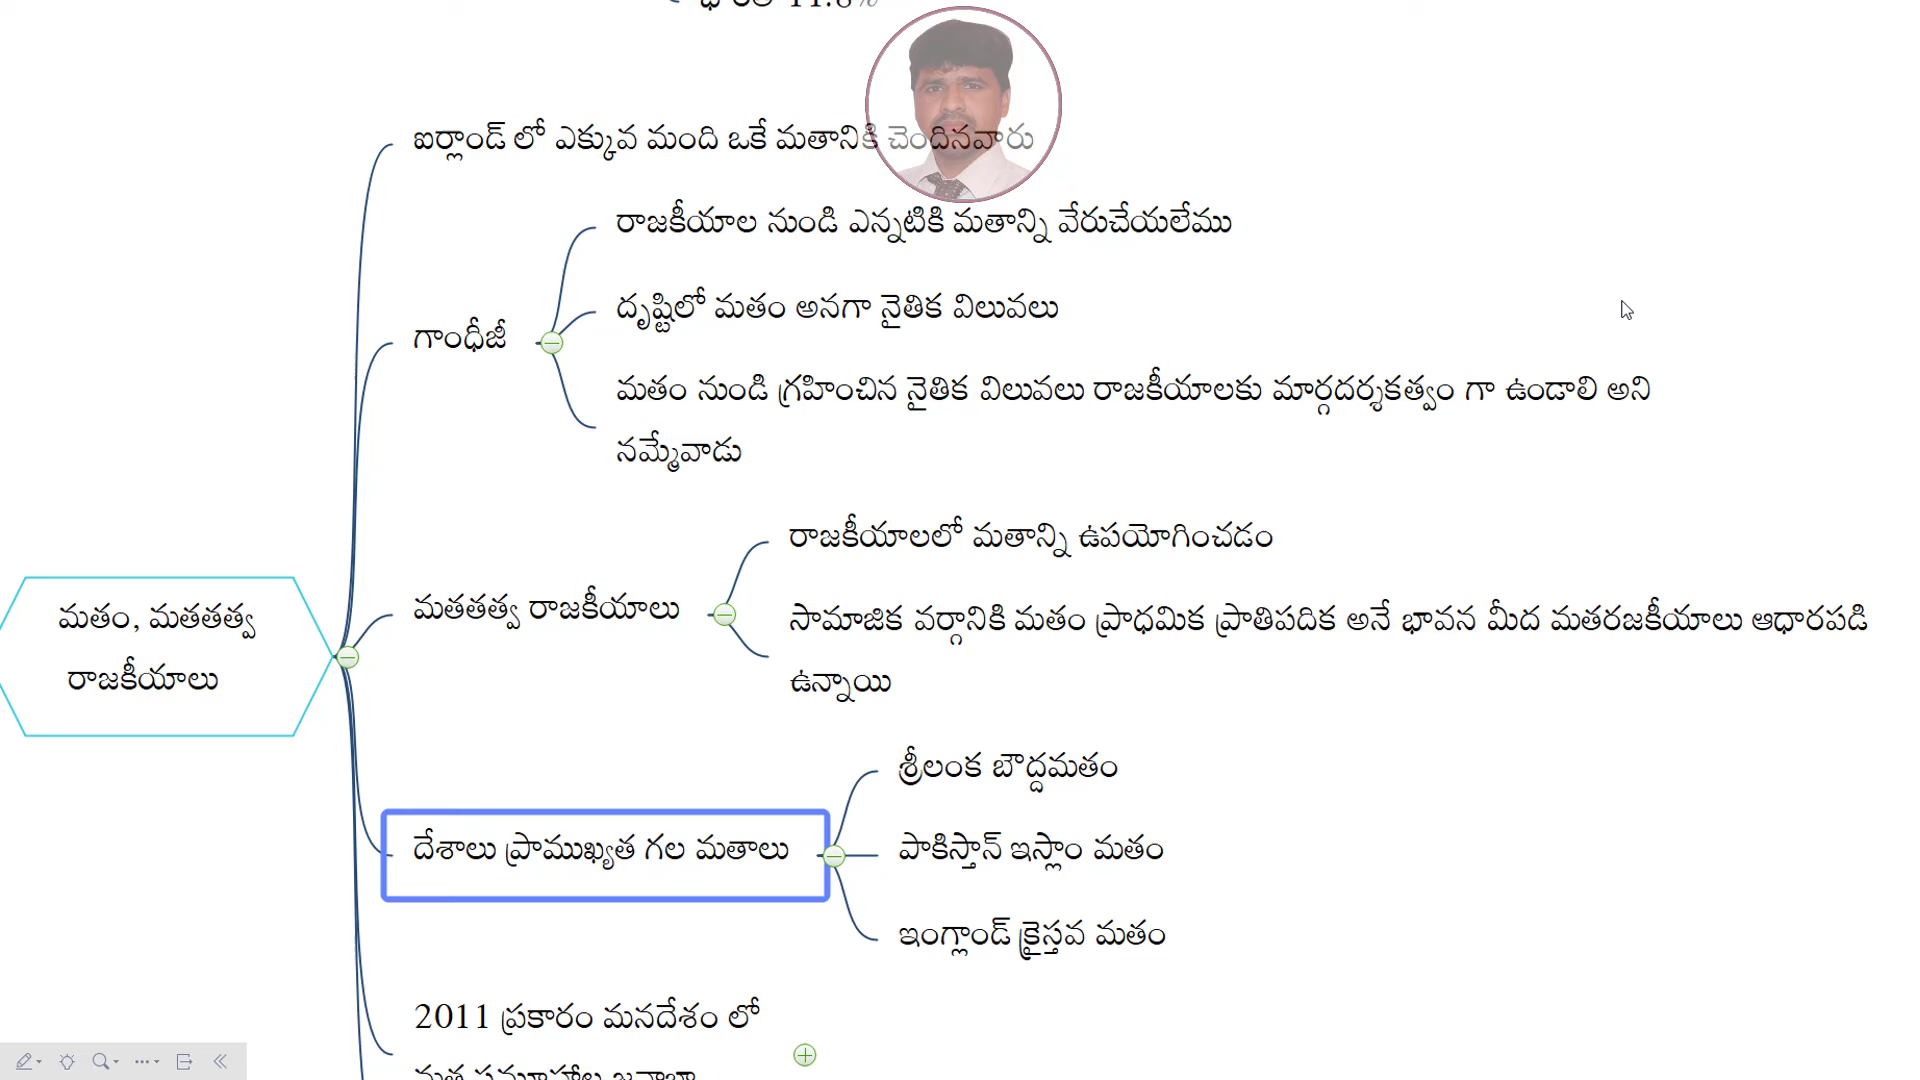 ఐర్లాండ్ లో ఎక్కువ మంది ఒకే మతానికి చెందినవారు
రాజకీయాల నుండి ఎన్నటికి మతాన్ని వేరుచేయలేము
దృష్టిలో మతం అనగా నైతిక విలువలు
గాంధీజీ
మతం నుండి గ్రహించిన నైతిక విలువలు రాజకీయాలకు మార్గదర్శకత్వం గా ఉండాలి అని
నమ్మేవాడు
రాజకీయాలలో మతాన్ని ఉపయోగించడం
మతతత్వ రాజకీయాలు
సామాజిక వర్గానికి మతం ప్రాధమిక ప్రాతిపదిక అనే భావన మీద మతరజకీయాలు ఆధారపడి
ఉన్నాయి
మతం, మతతత్వ
రాజకీయాలు
శ్రీలంక బౌద్దమతం
దేశాలు ప్రాముఖ్యత గల మతాలు
పాకిస్తాన్ ఇస్లాం మతం
ఇంగ్లాండ్ క్రైస్తవ మతం
2011 ప్రకారం మనదేశం లో